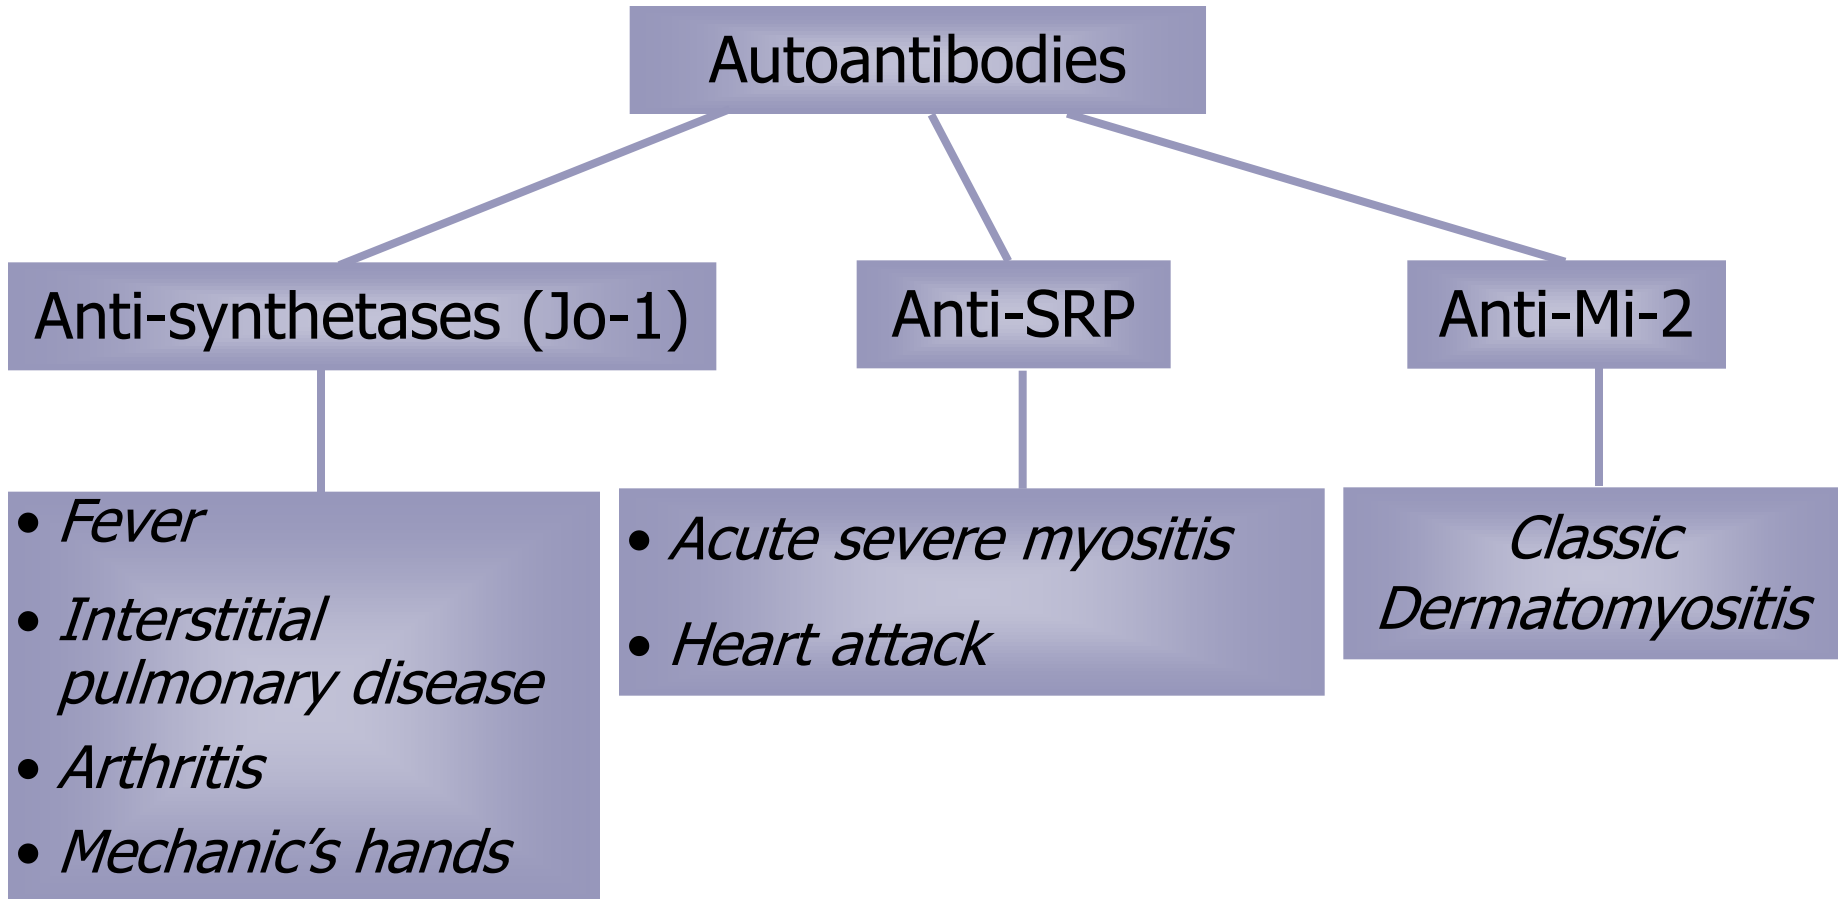 Autoantibodies
Anti-synthetases (Jo-1)
Anti-SRP
Anti-Mi-2
• Fever
• Interstitial
pulmonary disease
• Arthritis
• Mechanic’s hands
• Acute severe myositis
• Heart attack
Classic
Dermatomyositis